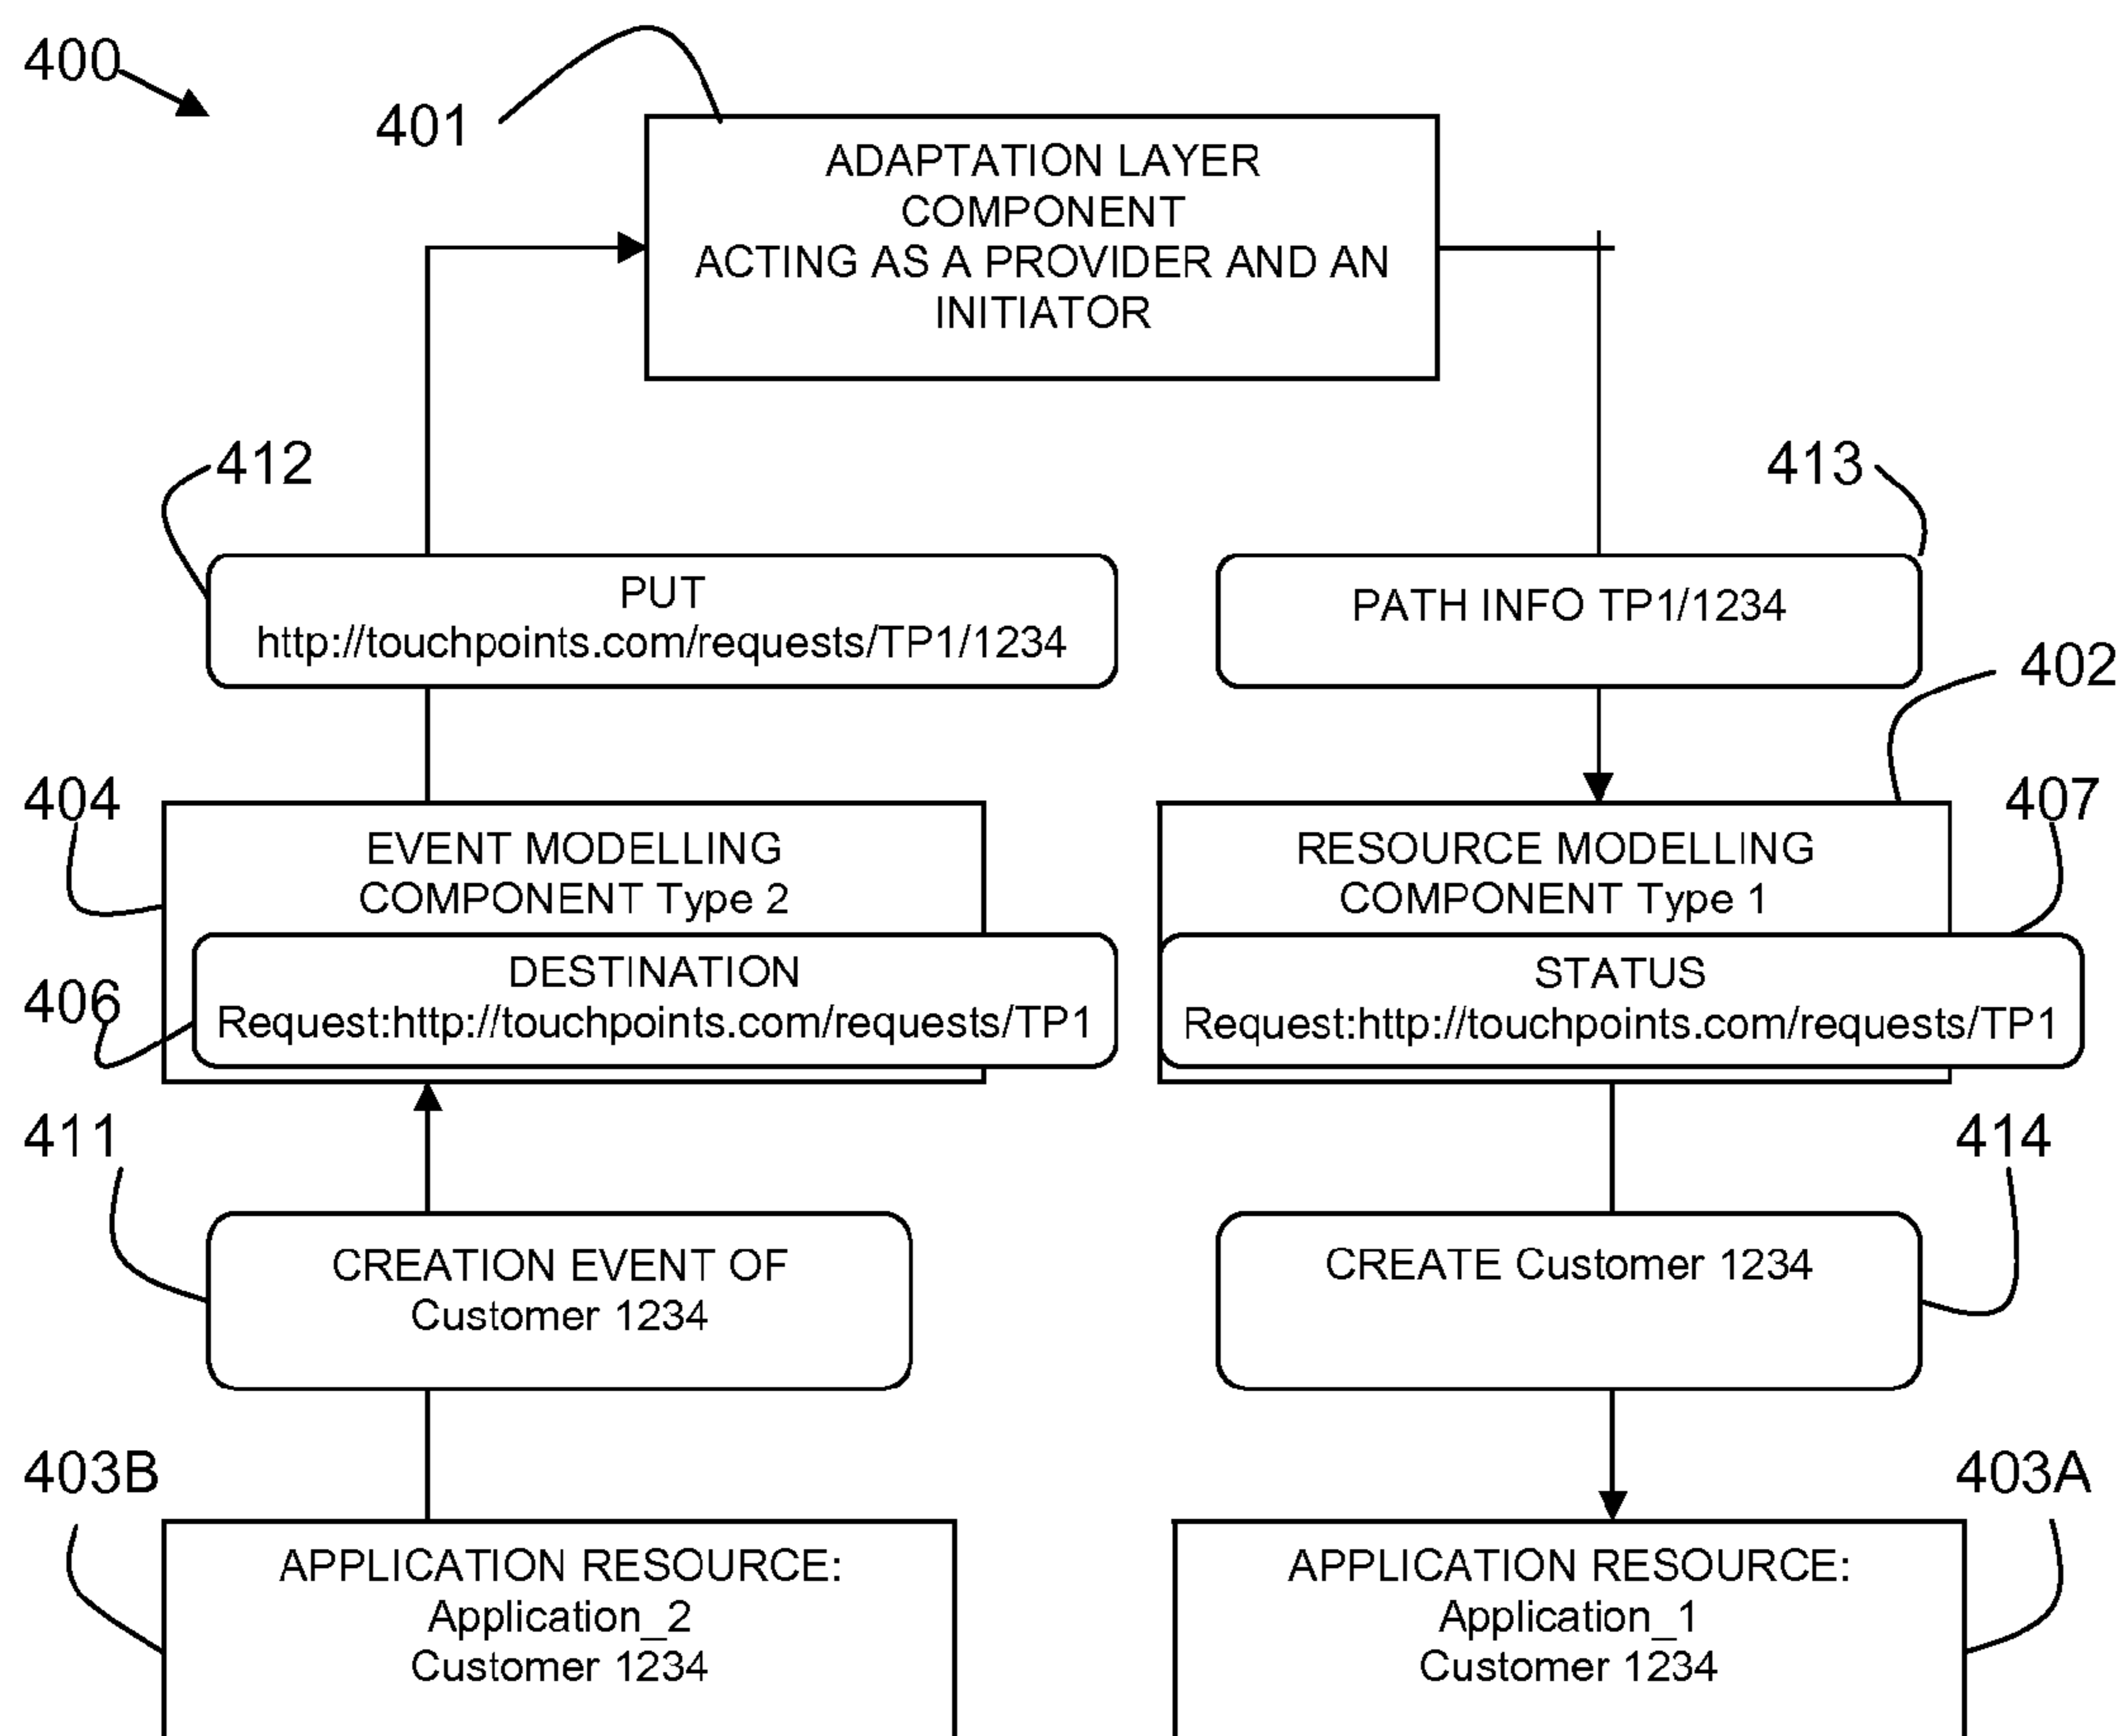 400
401
ADAPTATION LAYER
COMPONENT
ACTING AS A PROVIDER AND AN
INITIATOR
412
413
PUT
http://touchpoints.com/requests/TP1/1234
PATH INFO TP1/1234
402
404
407
EVENT MODELLING
COMPONENT Type 2
RESOURCE MODELLING
COMPONENT Type 1
406
DESTINATION
Request:http://touchpoints.com/requests/TP1
STATUS
Request:http://touchpoints.com/requests/TP1
411
414
CREATION EVENT OF
Customer 1234
CREATE Customer 1234
403B
403A
APPLICATION RESOURCE:
Application_2
Customer 1234
APPLICATION RESOURCE:
Application_1
Customer 1234